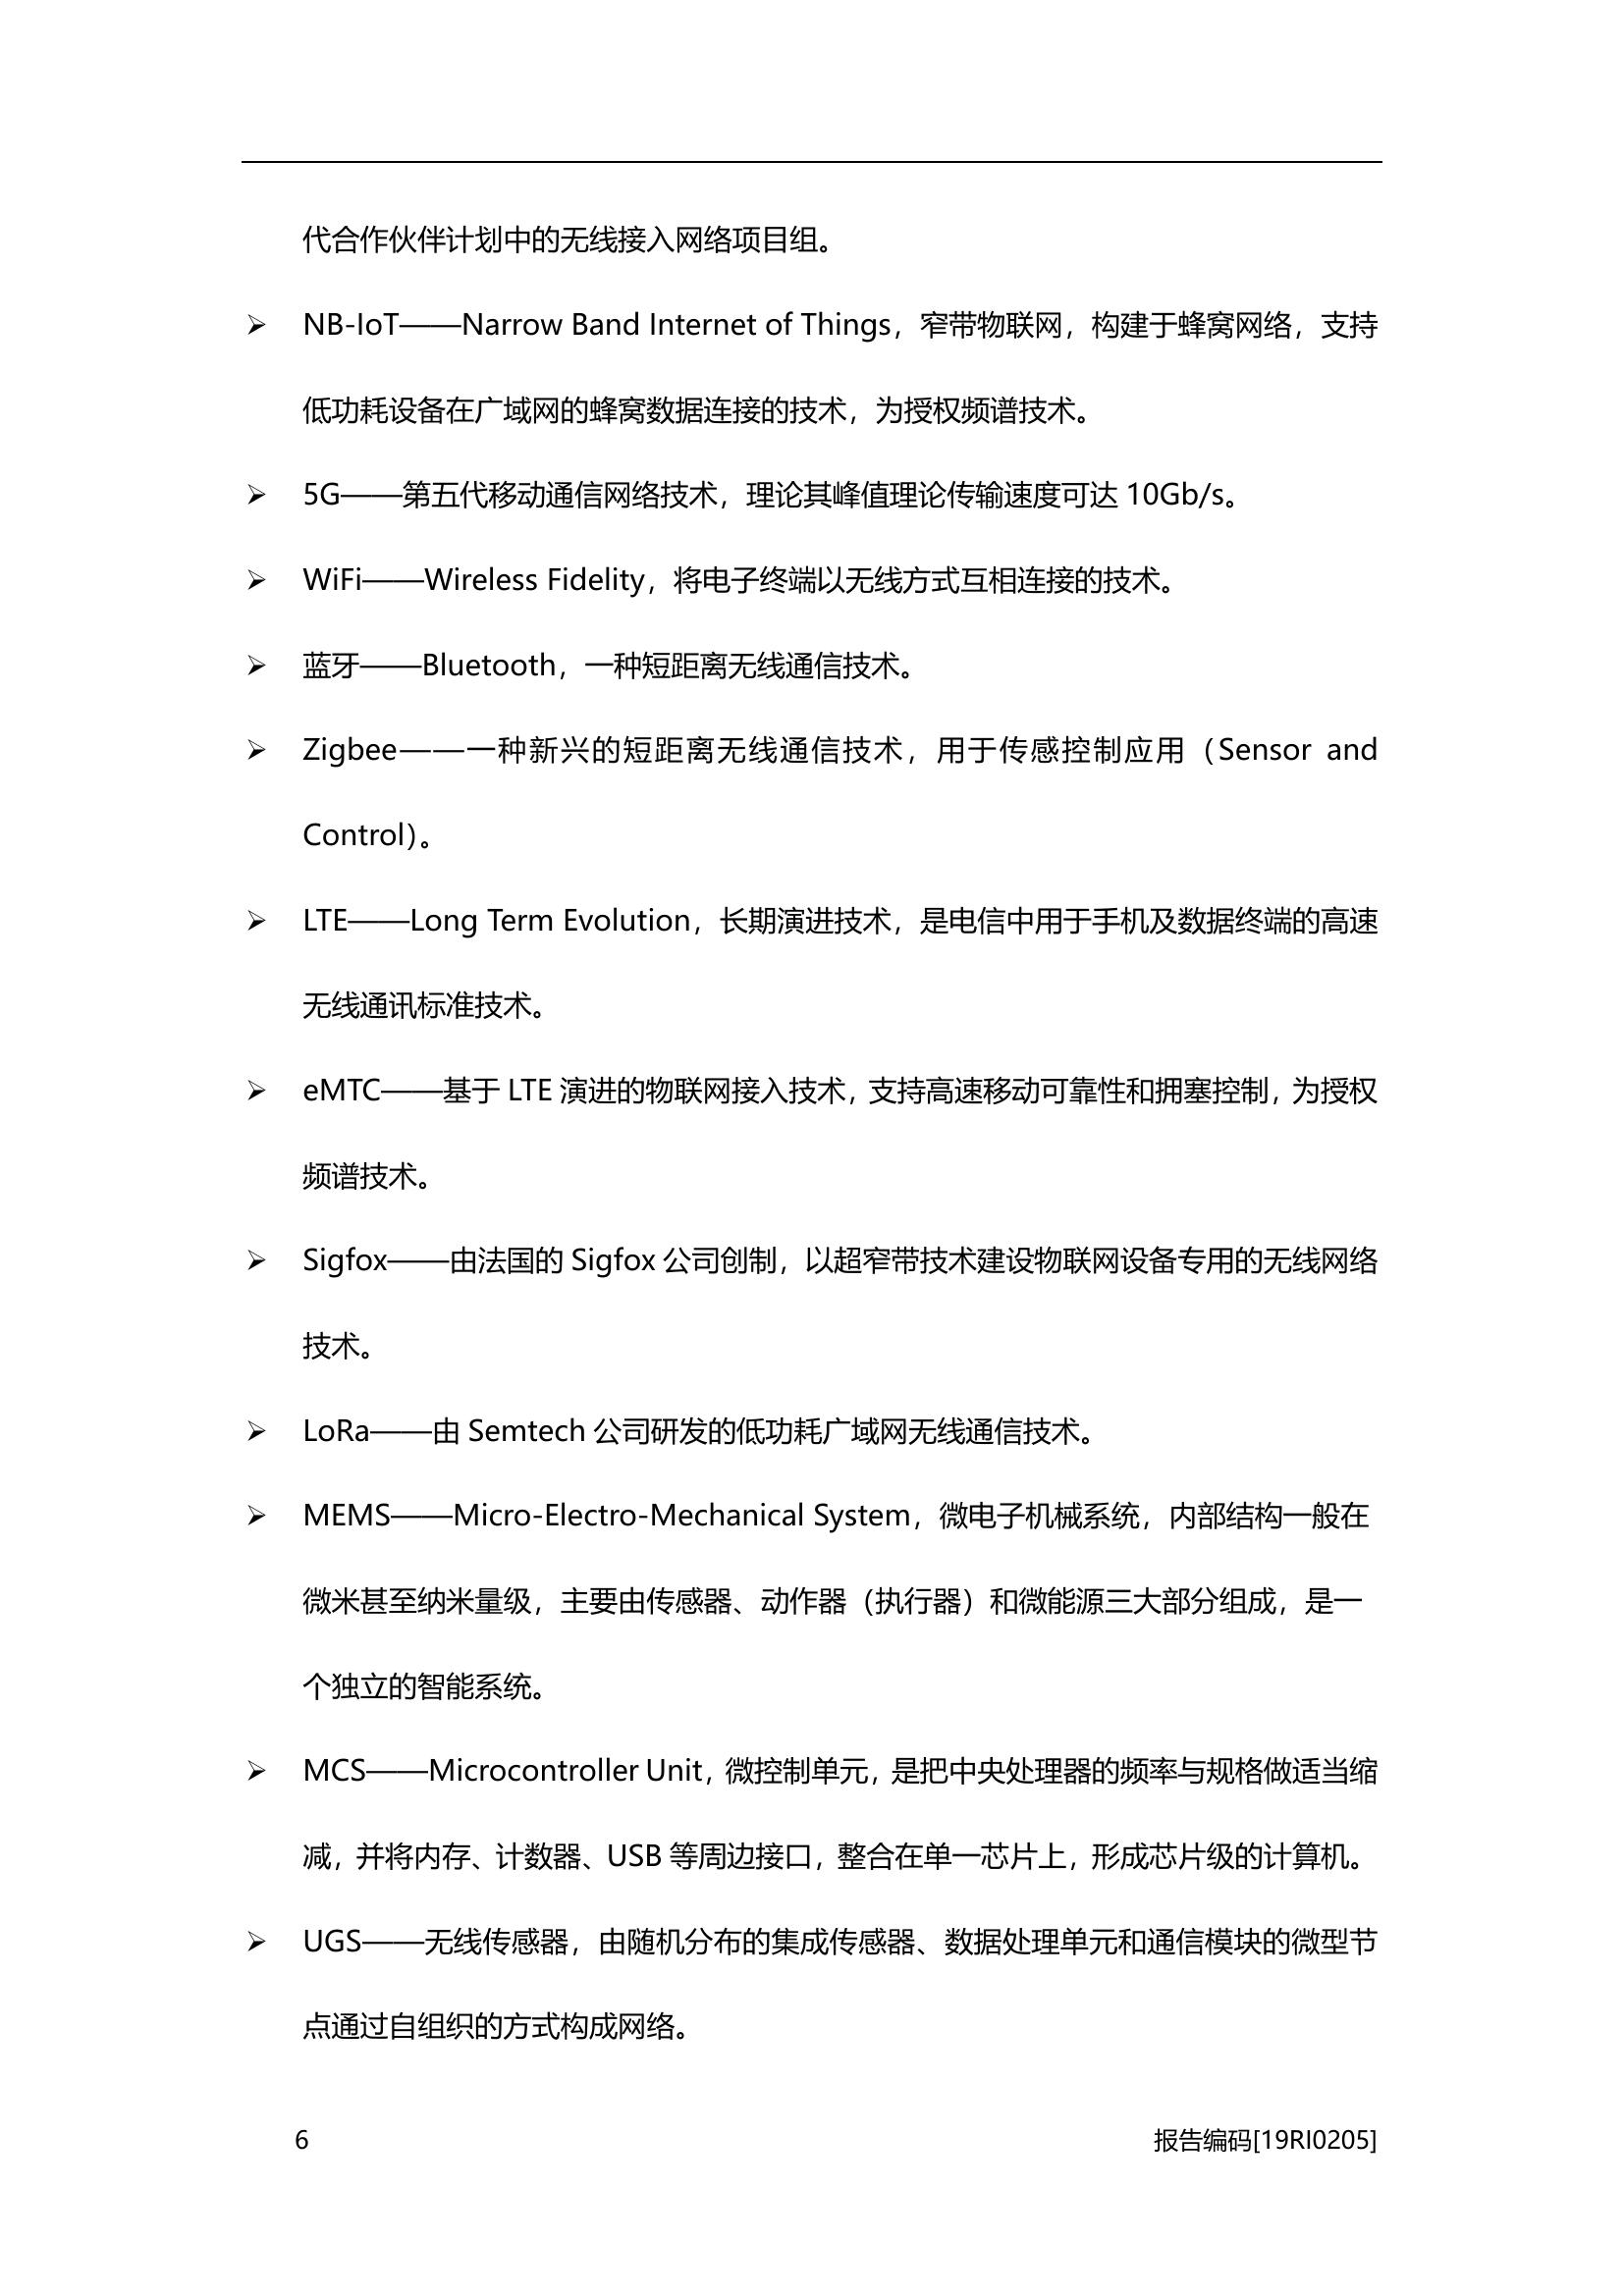 代合作伙伴计划中的无线接入网络项目组。
➢ NB-IoT——Narrow Band Internet of Things，窄带物联网，构建于蜂窝网络，支持
低功耗设备在广域网的蜂窝数据连接的技术，为授权频谱技术。
➢ 5G——第五代移动通信网络技术，理论其峰值理论传输速度可达 10Gb/s。
➢ WiFi——Wireless Fidelity，将电子终端以无线方式互相连接的技术。
➢ 蓝牙——Bluetooth，一种短距离无线通信技术。
➢ Zigbee——一种新兴的短距离无线通信技术，用于传感控制应用（Sensor and
Control）。
➢ LTE——Long Term Evolution，长期演进技术，是电信中用于手机及数据终端的高速
无线通讯标准技术。
➢ eMTC——基于 LTE 演进的物联网接入技术，支持高速移动可靠性和拥塞控制，为授权
频谱技术。
➢ Sigfox——由法国的 Sigfox 公司创制，以超窄带技术建设物联网设备专用的无线网络
技术。
➢ LoRa——由 Semtech 公司研发的低功耗广域网无线通信技术。
➢ MEMS——Micro-Electro-Mechanical System，微电子机械系统，内部结构一般在
微米甚至纳米量级，主要由传感器、动作器（执行器）和微能源三大部分组成，是一
个独立的智能系统。
➢ MCS——Microcontroller Unit，微控制单元，是把中央处理器的频率与规格做适当缩
减，并将内存、计数器、USB 等周边接口，整合在单一芯片上，形成芯片级的计算机。
➢ UGS——无线传感器，由随机分布的集成传感器、数据处理单元和通信模块的微型节
点通过自组织的方式构成网络。
6 报告编码[19RI0205]